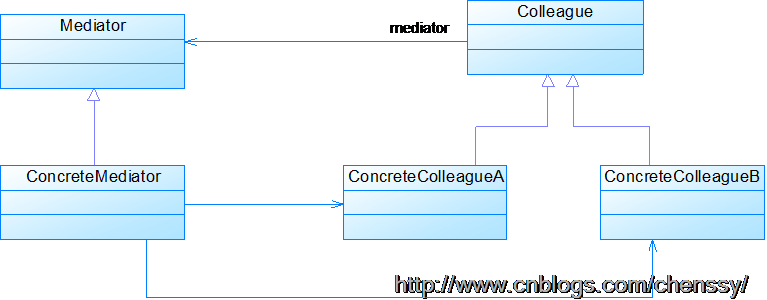 Mediator
mediator
Colleague
ConcreteMediator
ConcreteColleagueA
ConcreteColleagueB
http://www.cnblogs.com/chenssy/